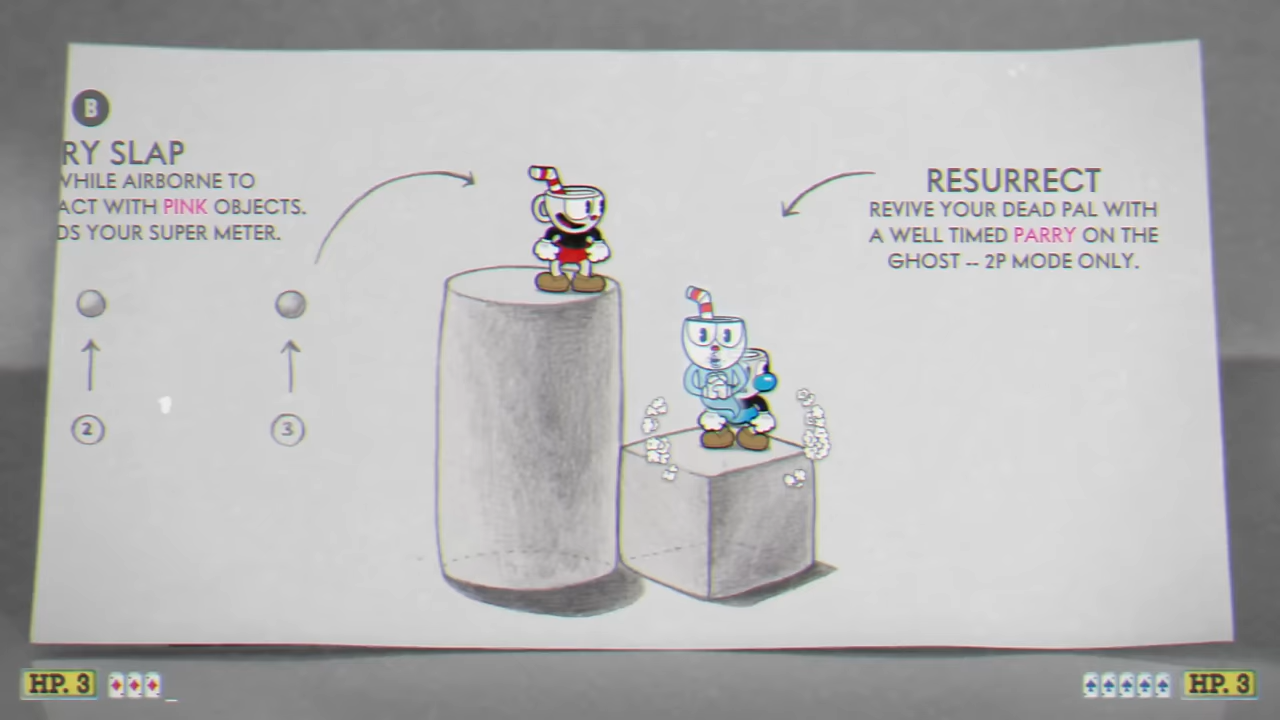 B
RY SLAP
WHILE AIRBORNE TO
ACT WITH PINK OBJECTS.
DS YOUR SUPER METER.
2
3
RESURRECT
REVIVE YOUR DEAD PAL WITH
A WELL TIMED PARRY ON THE
GHOST -- 2P MODE ONLY.
HP. 3
HP. 3